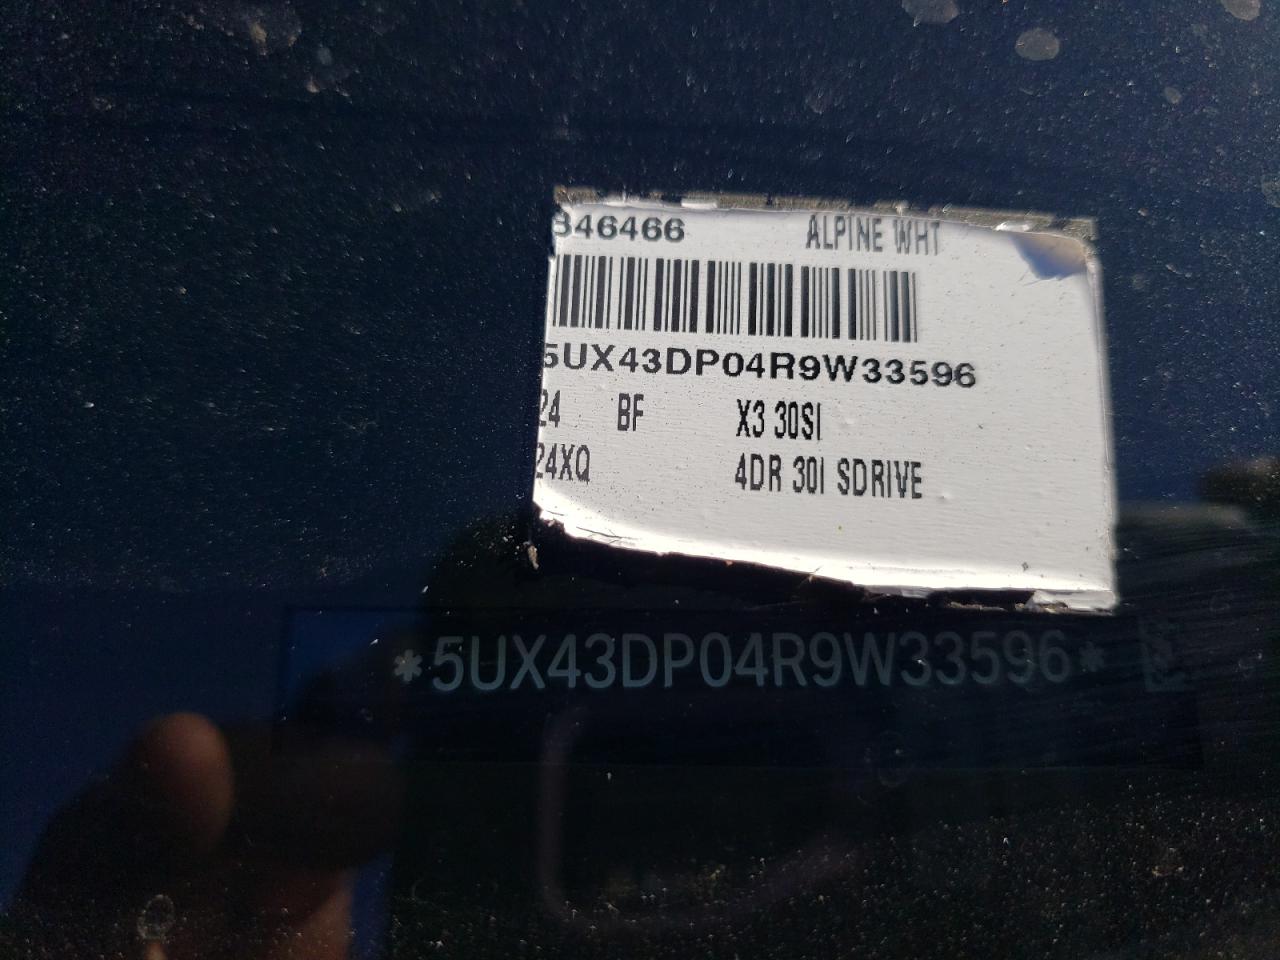 346466 ALPINE WHT
5UX43DP04R9W33596
24 BF X3 30SI
24XQ 4DR 30I SDRIVE
*5UX43DP04R9W33596*